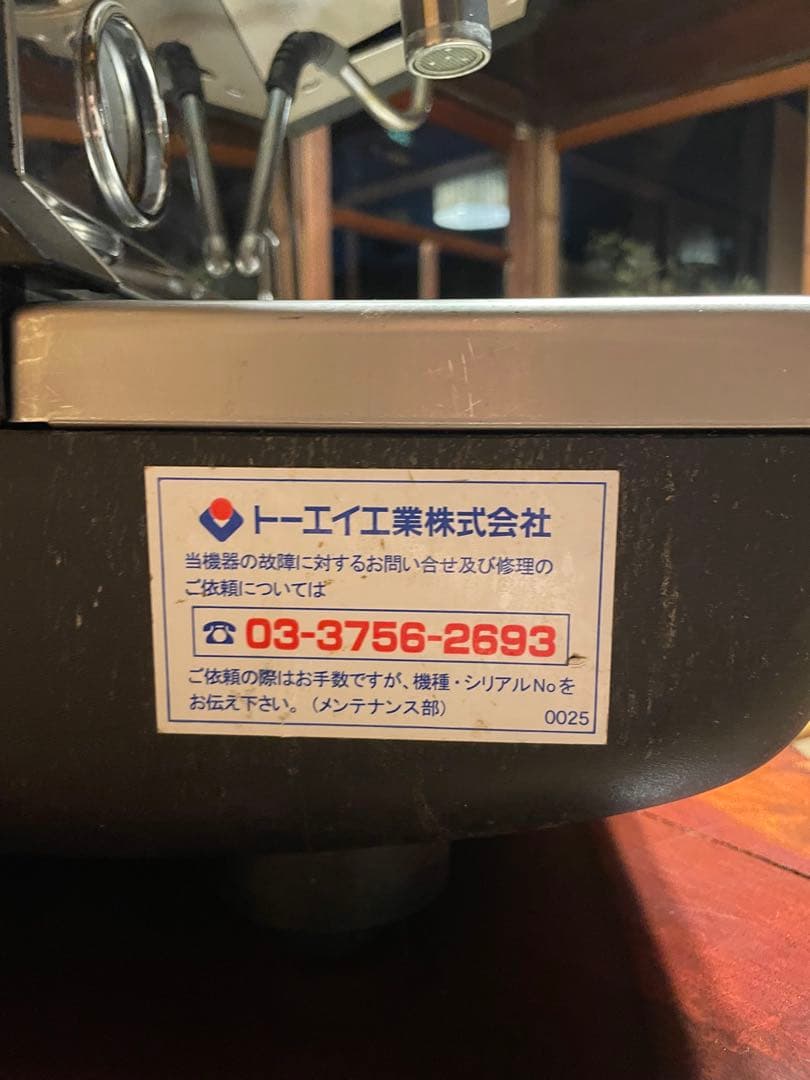 トーエイ工業株式会社
当機器の故障に対するお問い合せ及び修理の
ご依頼については
☎ 03-3756-2693
ご依頼の際はお手数ですが、機種・シリアルNoを
お伝え下さい。(メンテナンス部)
0025